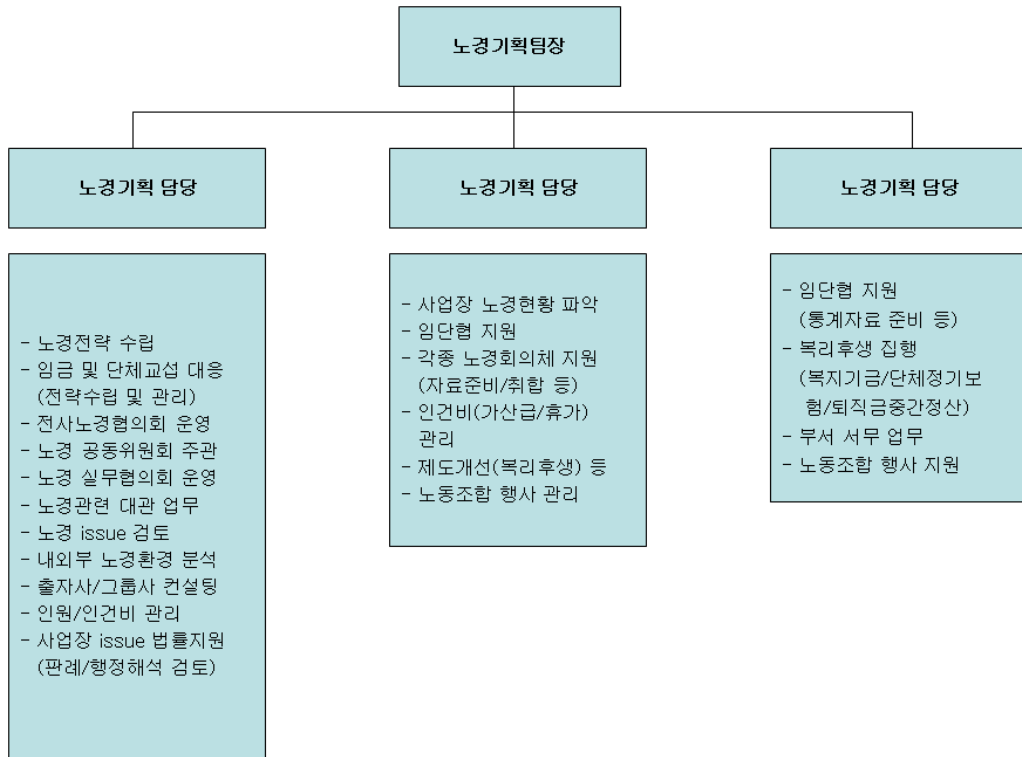 노경기획팀장
노경기획 담당
노경기획 담당
노경기획 담당
- 노경전략 수립
- 임금 및 단체교섭 대응
(전략수립 및 관리)
- 전사노경협의회 운영
- 노경 공동위원회 주관
- 노경 실무협의회 운영
- 노경관련 대관 업무
- 노경 issue 검토
- 내외부 노경환경 분석
- 출자사/그룹사 컨설팅
- 인원/인건비 관리
- 사업장 issue 법률지원
(판례/행정해석 검토)
- 사업장 노경현황 파악
- 임단협 지원
- 각종 노경회의체 지원
(자료준비/취합 등)
- 인건비(가산급/휴가)
관리
- 제도개선(복리후생) 등
- 노동조합 행사 관리
- 임단협 지원
(통계자료 준비 등)
- 복리후생 집행
(복지기금/단체정기보
험/퇴직금중간정산)
- 부서 서무 업무
- 노동조합 행사 지원